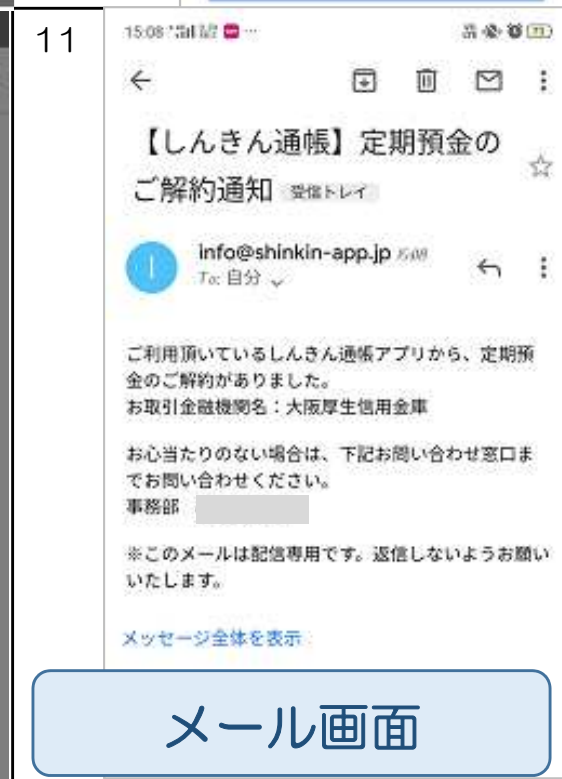 11
15:08
【しんきん通帳】定期預金の
ご解約通知 受信トレイ
info@shinkin-app.jp 15:08
To: 自分
ご利用頂いているしんきん通帳アプリから、定期預
金のご解約がありました。
お取引金融機関名：大阪厚生信用金庫
お心当たりのない場合は、下記お問い合わせ窓口ま
でお問い合わせください。
事務部
※このメールは配信専用です。返信しないようお願い
いたします。
メッセージ全体を表示
メール画面